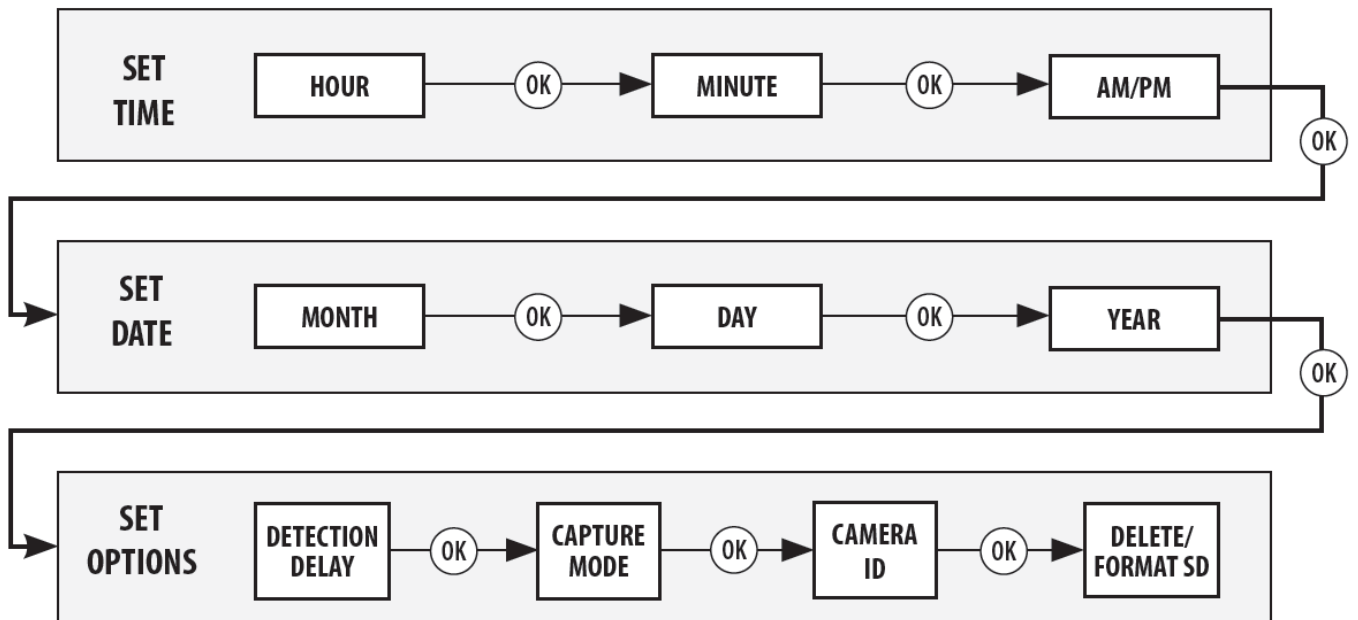 SET
TIME
HOUR
OK
MINUTE
OK
AM/PM
OK
SET
DATE
MONTH
OK
DAY
OK
YEAR
OK
SET
OPTIONS
DETECTION
DELAY
OK
CAPTURE
MODE
OK
CAMERA
ID
OK
DELETE/
FORMAT SD